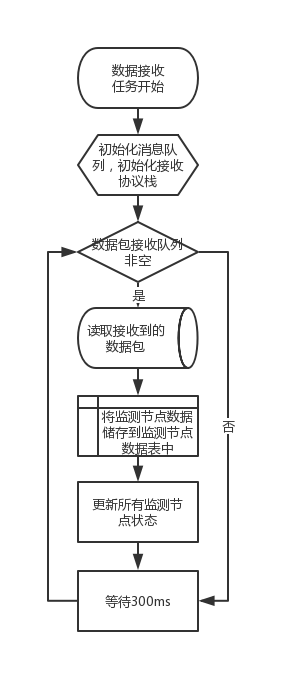 数据接收
任务开始
初始化消息队
列，初始化接收
协议栈
数据包接收队列
非空
是
读取接收到的
数据包
将监测节点数据
储存到监测节点
数据表中
否
更新所有监测节
点状态
等待300ms